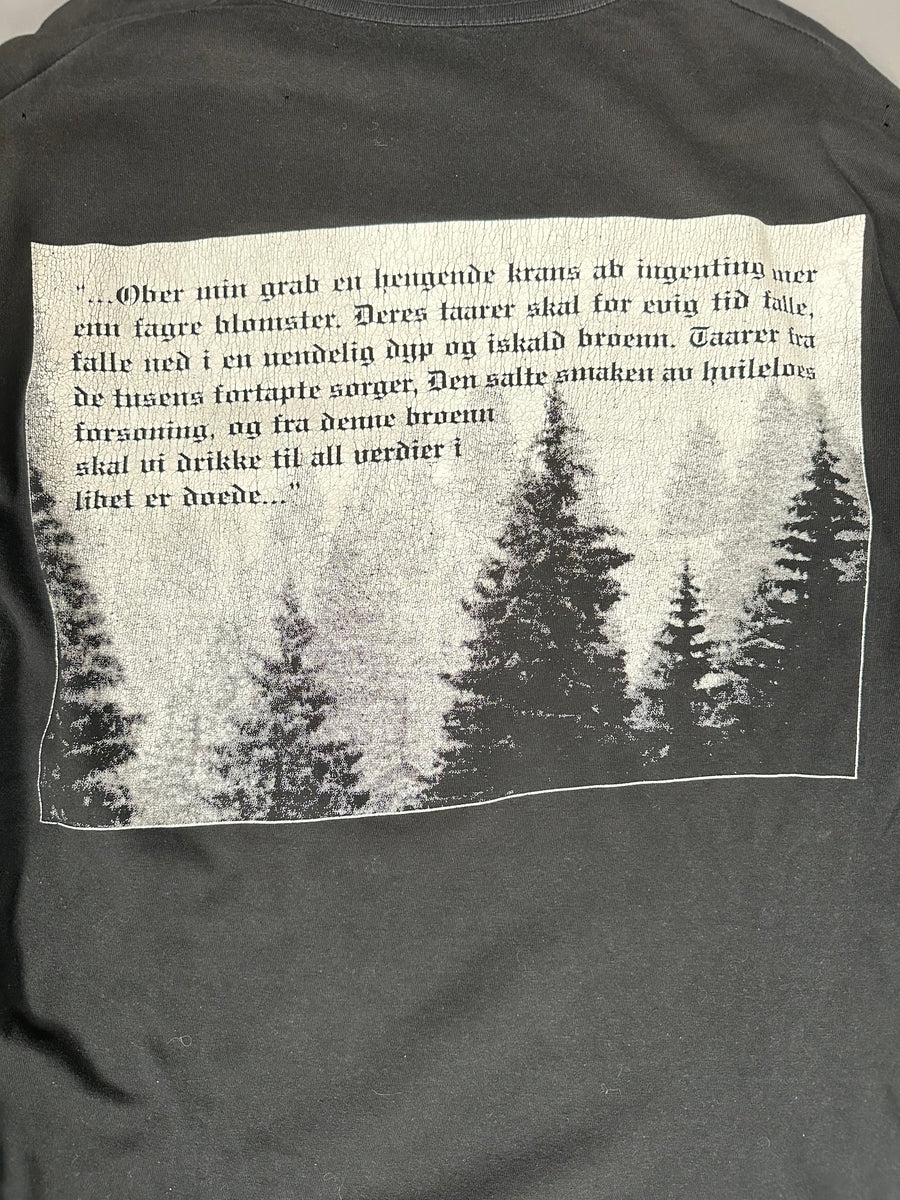 "...Over min grav en hengende krans av ingenting mer
enn fagre blomster. Deres taarer skal for evig tid falle,
falle ned i en uendelig dyp og iskald broenn. Taarer fra
de tusens fortapte sorger, Den salte smaken av hvileloes
forsoning, og fra denne broenn
skal vi drikke til all verdier i
livet er doede..."